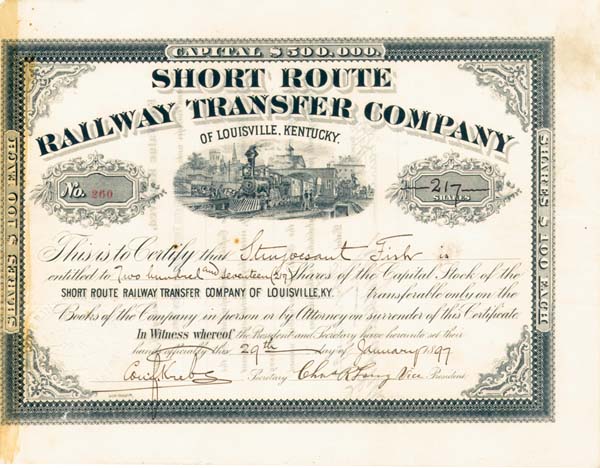 CAPITAL $500,000.
SHORT ROUTE
RAILWAY TRANSFER COMPANY
OF LOUISVILLE, KENTUCKY.
SHARES $100 EACH
SHARES $100 EACH
No. 260
217
SHARES
This is to Certify that Stuyvesant Fish is
entitled to Two hundred and seventeen (217) Shares of the Capital Stock of the
SHORT ROUTE RAILWAY TRANSFER COMPANY OF LOUISVILLE, KY. transferable only on the
Books of the Company in person or by Attorney on surrender of this Certificate.
In Witness whereof the President and Secretary have hereunto set their
hands officially this 29th day of January 1897
Secretary Chas R Long Vice President